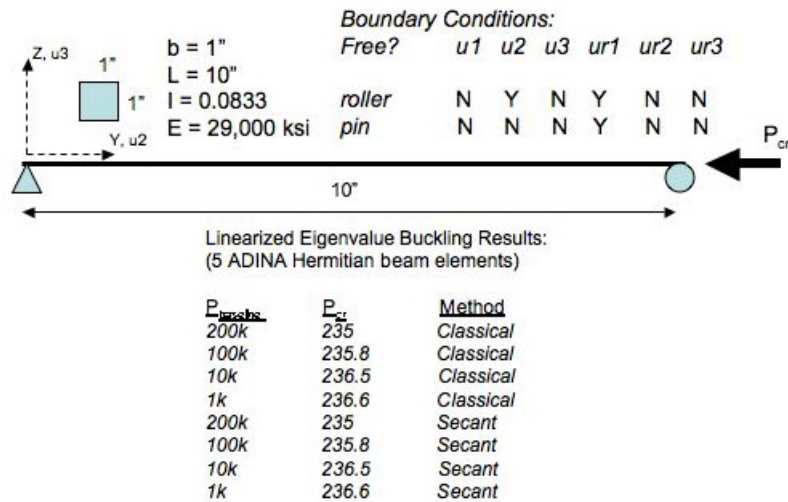 Boundary Conditions:
Z, u3
b = 1"
Free? u1 u2 u3 ur1 ur2 ur3
1"
L = 10"
1"
I = 0.0833
roller N Y N Y N N
E = 29,000 ksi
pin N N N Y N N
Y, u2
P_cr
10"
Linearized Eigenvalue Buckling Results:
(5 ADINA Hermitian beam elements)
P P_cr Method
200k 235 Classical
100k 235.8 Classical
10k 236.5 Classical
1k 236.6 Classical
200k 235 Secant
100k 235.8 Secant
10k 236.5 Secant
1k 236.6 Secant